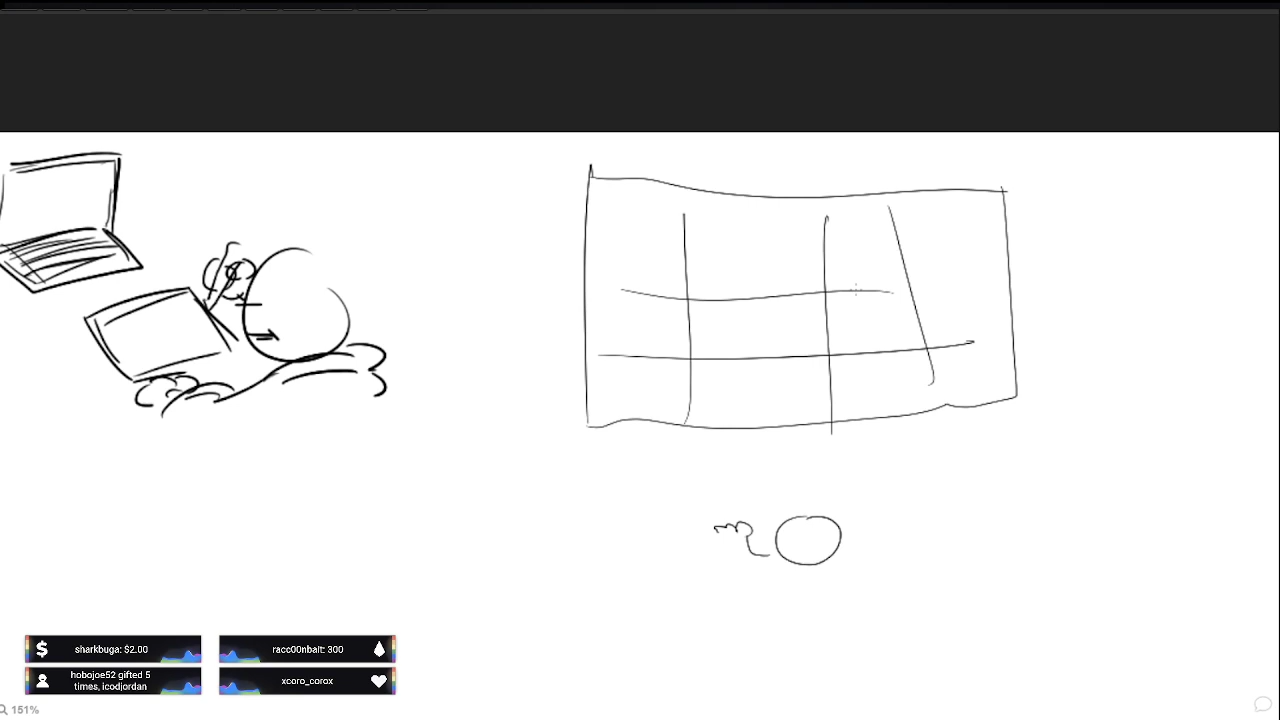 $ sharkbuga: $2.00
racc00nbait: 300
hobojoe52 gifted 5
times, icodjordan
xcoro_corox
151%